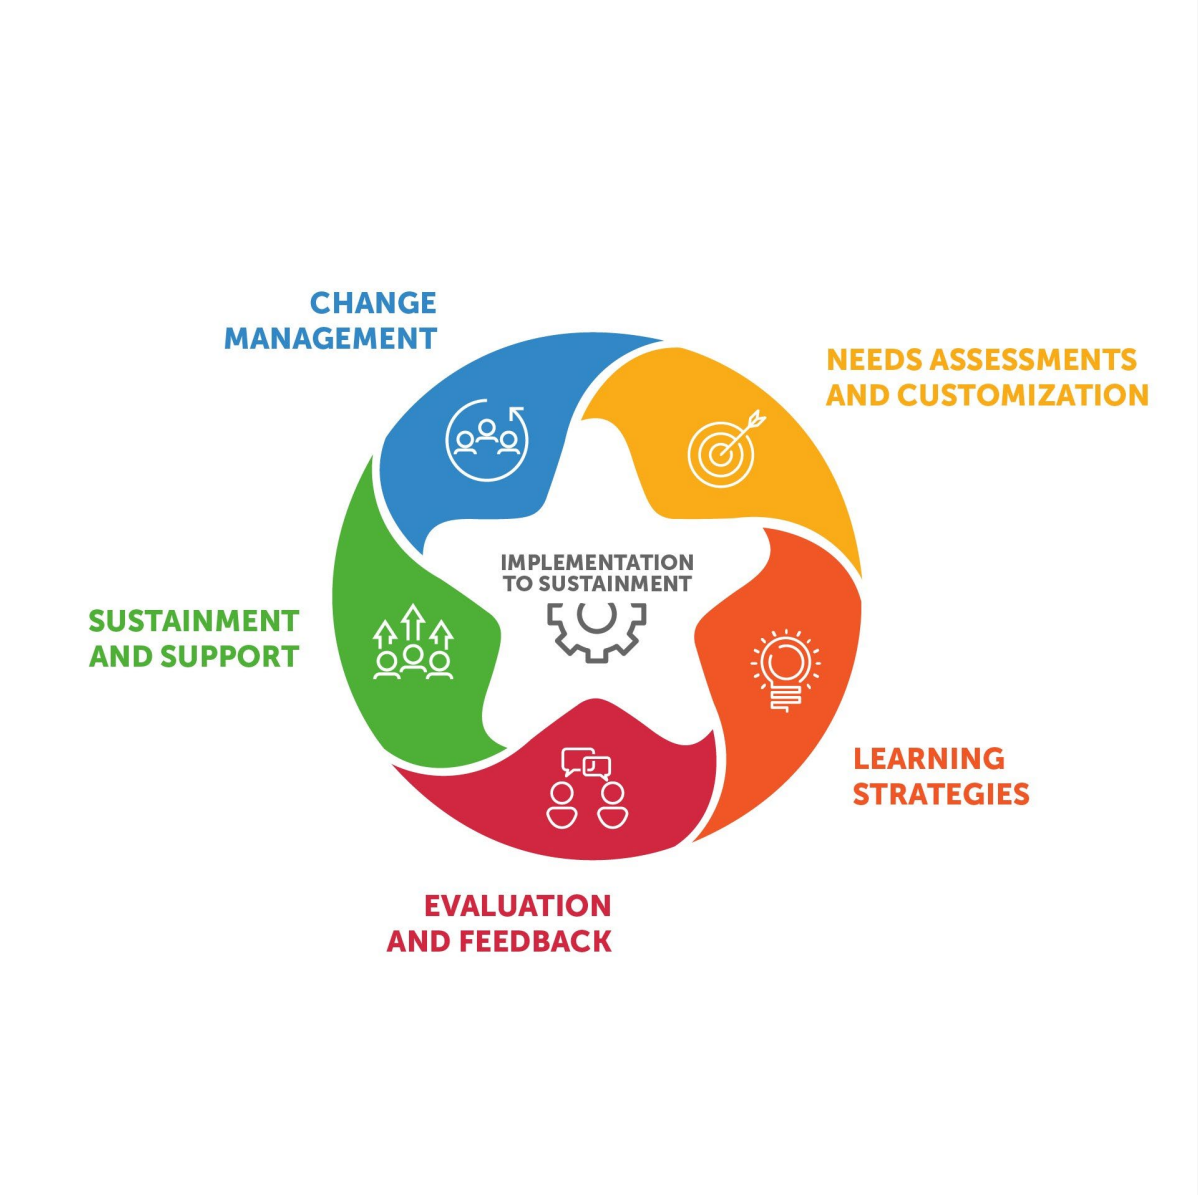 CHANGE
MANAGEMENT
NEEDS ASSESSMENTS
AND CUSTOMIZATION
IMPLEMENTATION
TO SUSTAINMENT
SUSTAINMENT
AND SUPPORT
LEARNING
STRATEGIES
EVALUATION
AND FEEDBACK